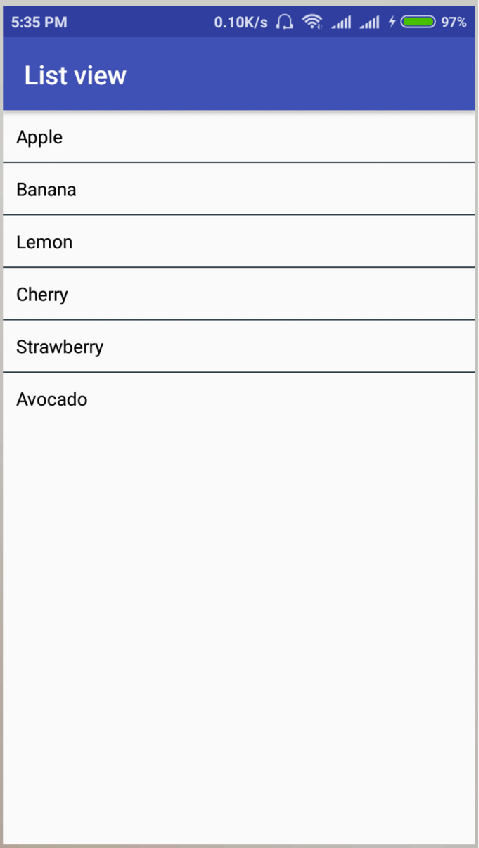 5:35 PM 0.10K/s 97%
List view
Apple
Banana
Lemon
Cherry
Strawberry
Avocado